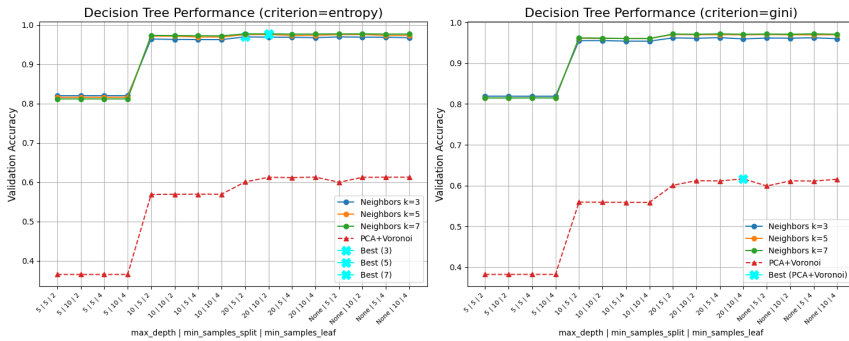 Decision Tree Performance (criterion=entropy)
Validation Accuracy
1.0
0.9
0.8
0.7
0.6
0.5
0.4
Neighbors k=3
Neighbors k=5
Neighbors k=7
PCA+Voronoi
Best (3)
Best (5)
Best (7)
5 | 5 | 2
5 | 10 | 2
5 | 5 | 4
5 | 10 | 4
10 | 5 | 2
10 | 10 | 2
10 | 5 | 4
10 | 10 | 4
20 | 5 | 2
20 | 10 | 2
20 | 5 | 4
20 | 10 | 4
None | 5 | 2
None | 10 | 2
None | 5 | 4
None | 10 | 4
max_depth | min_samples_split | min_samples_leaf
Decision Tree Performance (criterion=gini)
Validation Accuracy
1.0
0.9
0.8
0.7
0.6
0.5
0.4
Neighbors k=3
Neighbors k=5
Neighbors k=7
PCA+Voronoi
Best (PCA+Voronoi)
5 | 5 | 2
5 | 10 | 2
5 | 5 | 4
5 | 10 | 4
10 | 5 | 2
10 | 10 | 2
10 | 5 | 4
10 | 10 | 4
20 | 5 | 2
20 | 10 | 2
20 | 5 | 4
20 | 10 | 4
None | 5 | 2
None | 10 | 2
None | 5 | 4
None | 10 | 4
max_depth | min_samples_split | min_samples_leaf